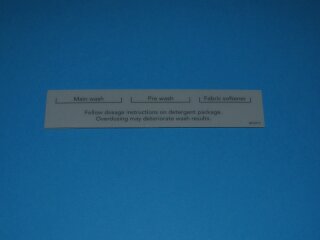 Main wash Pre wash Fabric softener
Follow dosage instructions on detergent package.
Overdosing may deteriorate wash results.